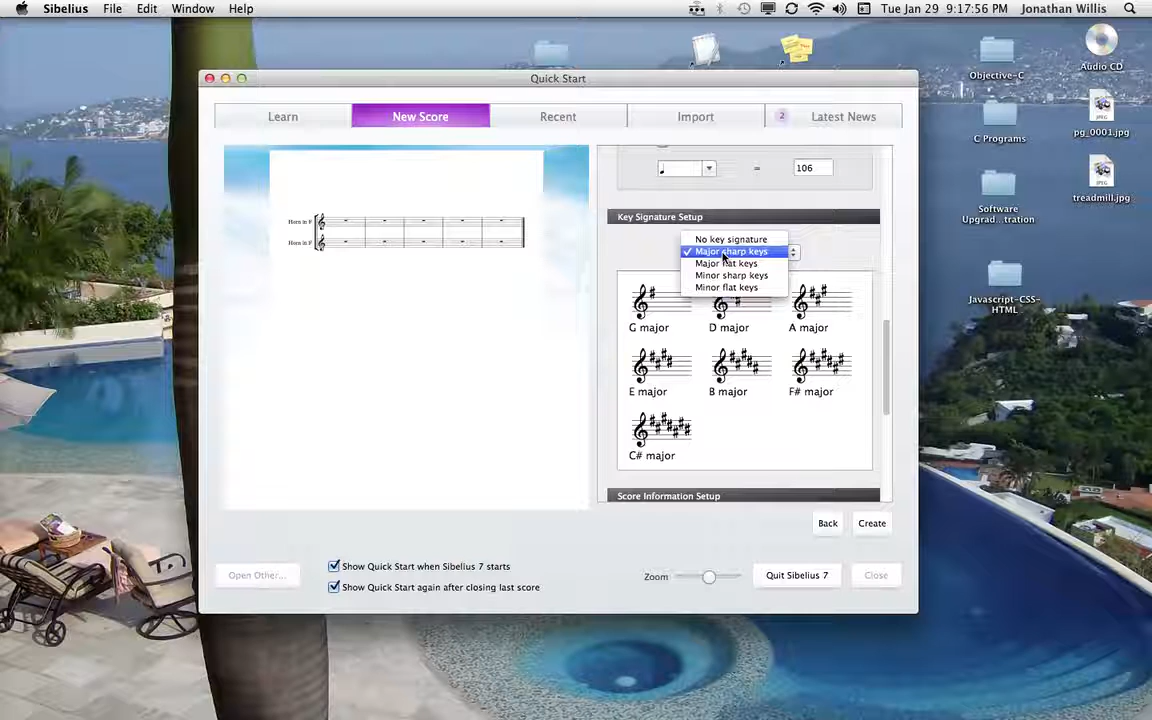 Sibelius File Edit Window Help Tue Jan 29 9:17:56 PM Jonathan Willis
Quick Start
Learn New Score Recent Import 2 Latest News
Objective-C
Audio CD
C Programs
pg_0001.jpg
Software
Upgrad...tration
treadmill.jpg
Javascript-CSS-
HTML
Horn in F
Horn in F
= 106
Key Signature Setup
No key signature
✓ Major sharp keys
Major flat keys
Minor sharp keys
Minor flat keys
G major D major A major
E major B major F# major
C# major
Score Information Setup
Back Create
Show Quick Start when Sibelius 7 starts
Show Quick Start again after closing last score
Open Other... Zoom Quit Sibelius 7 Close